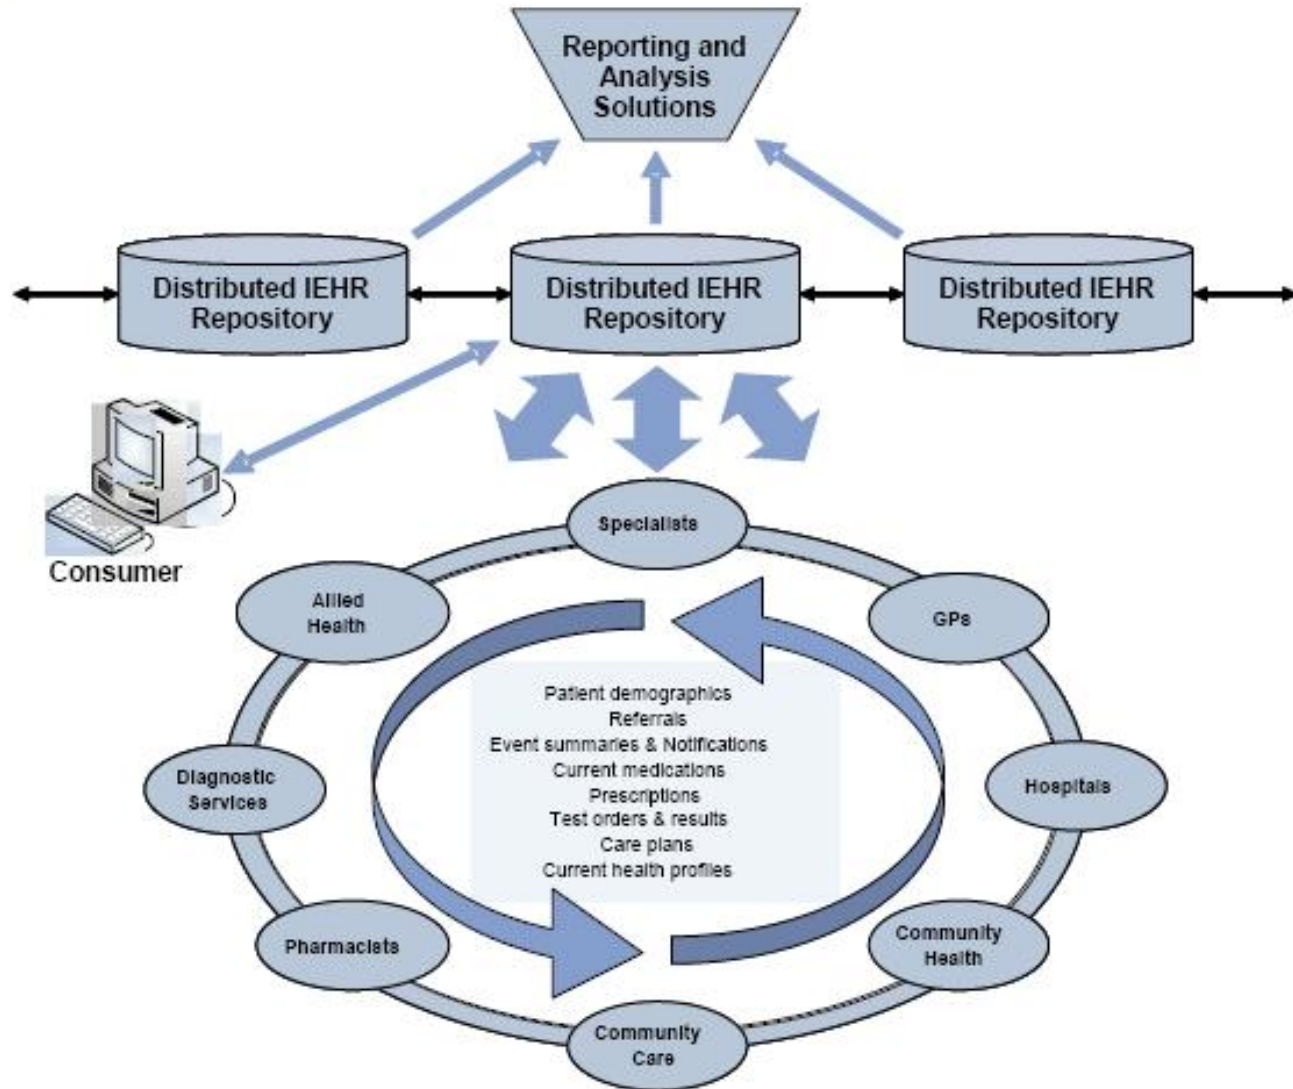 Reporting and
Analysis
Solutions
Distributed IEHR
Repository
Distributed IEHR
Repository
Distributed IEHR
Repository
Consumer
Specialists
Allied
Health
GPs
Patient demographics
Referrals
Event summaries & Notifications
Current medications
Prescriptions
Test orders & results
Care plans
Current health profiles
Diagnostic
Services
Hospitals
Pharmacists
Community
Health
Community
Care